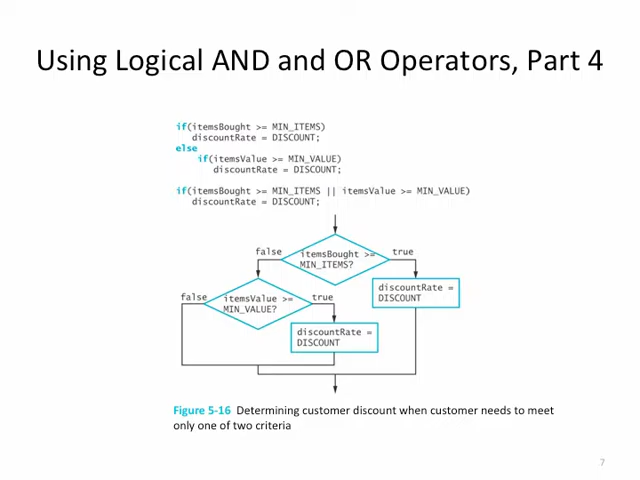 Using Logical AND and OR Operators, Part 4
if(itemsBought >= MIN_ITEMS)
discountRate = DISCOUNT;
else
if(itemsValue >= MIN_VALUE)
discountRate = DISCOUNT;
if(itemsBought >= MIN_ITEMS || itemsValue >= MIN_VALUE)
discountRate = DISCOUNT;
false
itemsBought >=
MIN_ITEMS?
true
discountRate =
DISCOUNT
false
itemsValue >=
MIN_VALUE?
true
discountRate =
DISCOUNT
Figure 5-16 Determining customer discount when customer needs to meet
only one of two criteria
7